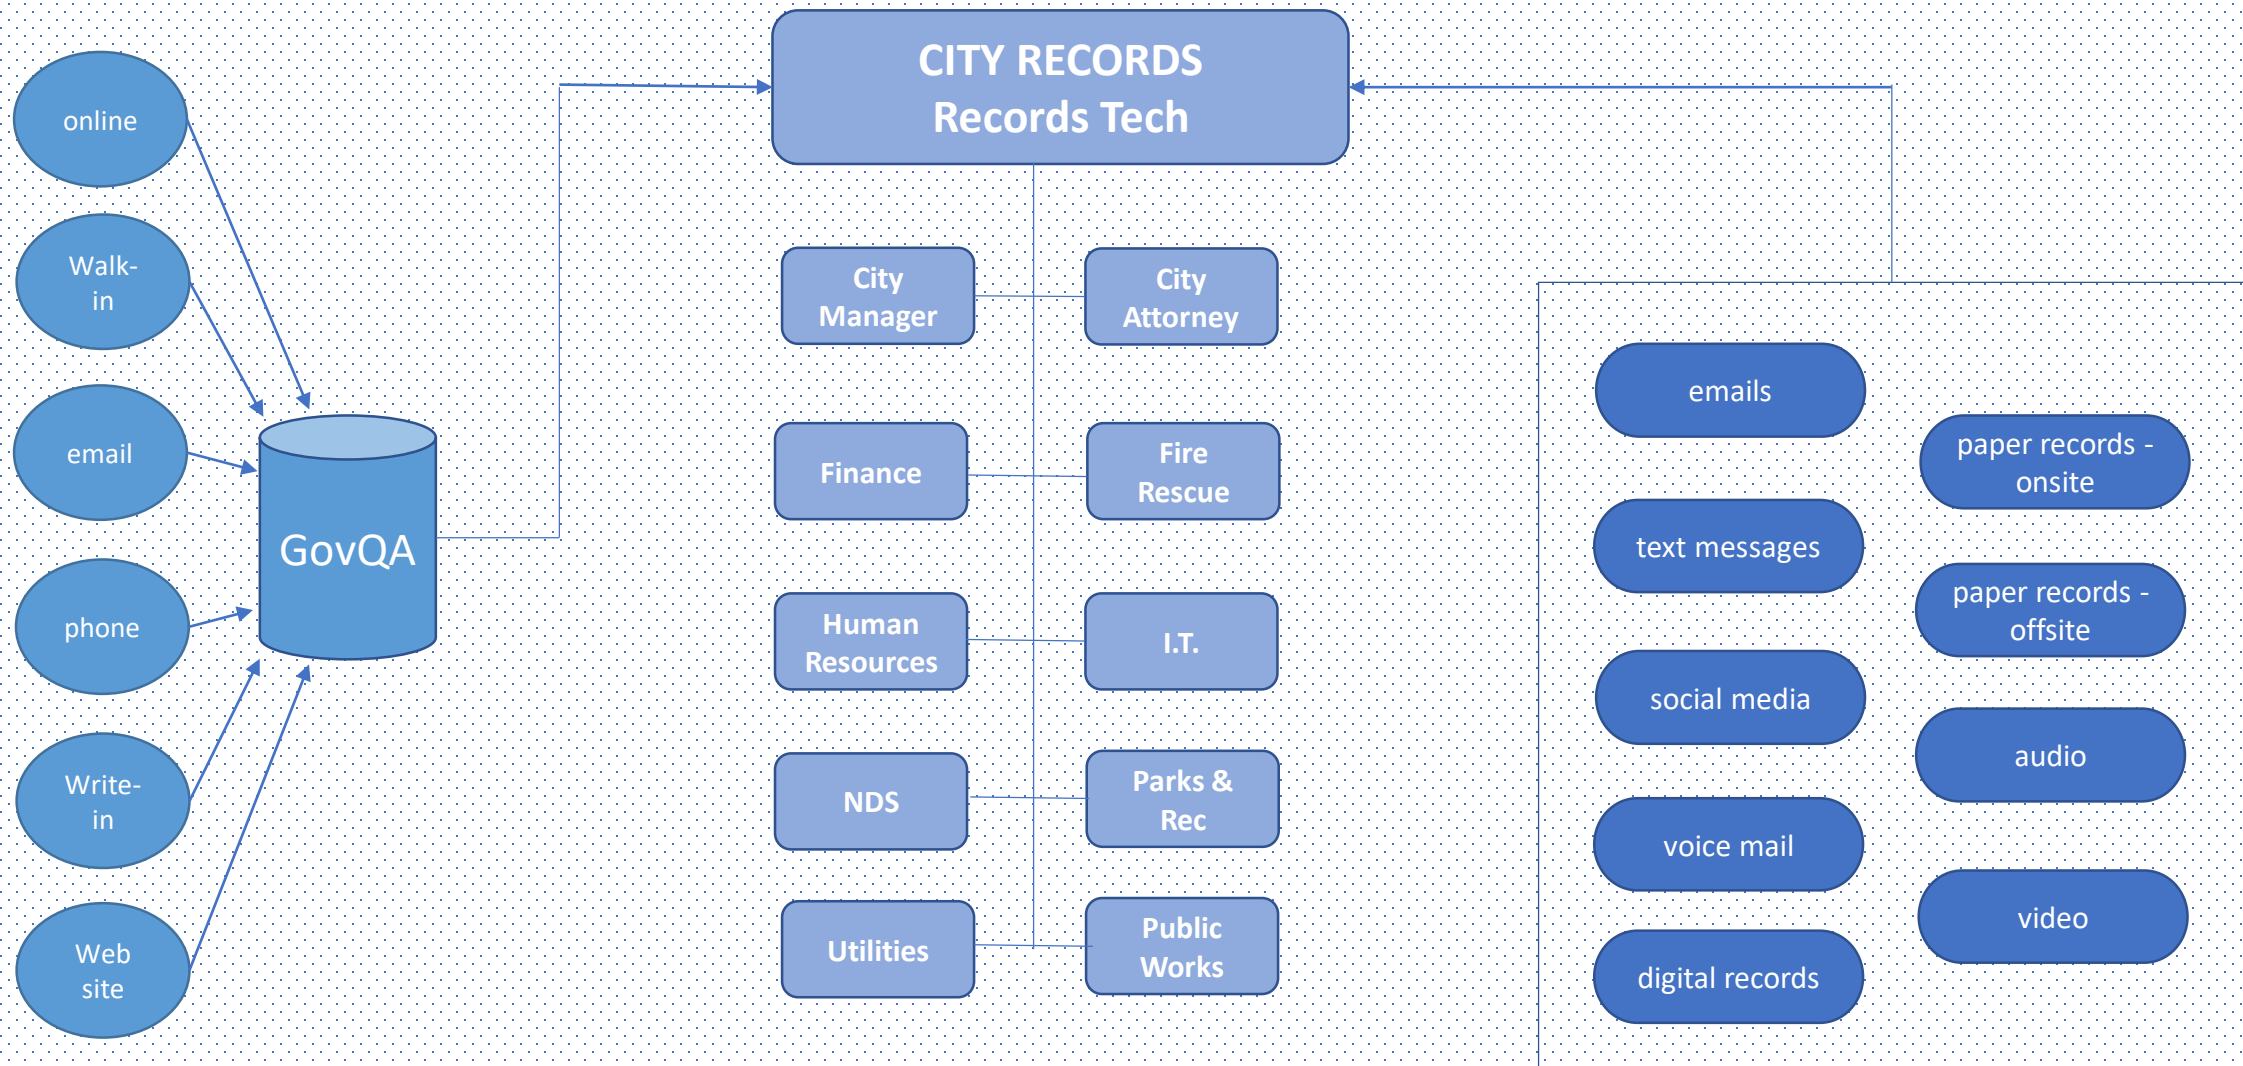 CITY RECORDS
Records Tech
online
Walk-
in
email
phone
Write-
in
Web
site
GovQA
City
Manager
City
Attorney
Finance
Fire
Rescue
Human
Resources
I.T.
NDS
Parks &
Rec
Utilities
Public
Works
emails
text messages
social media
voice mail
digital records
paper records -
onsite
paper records -
offsite
audio
video